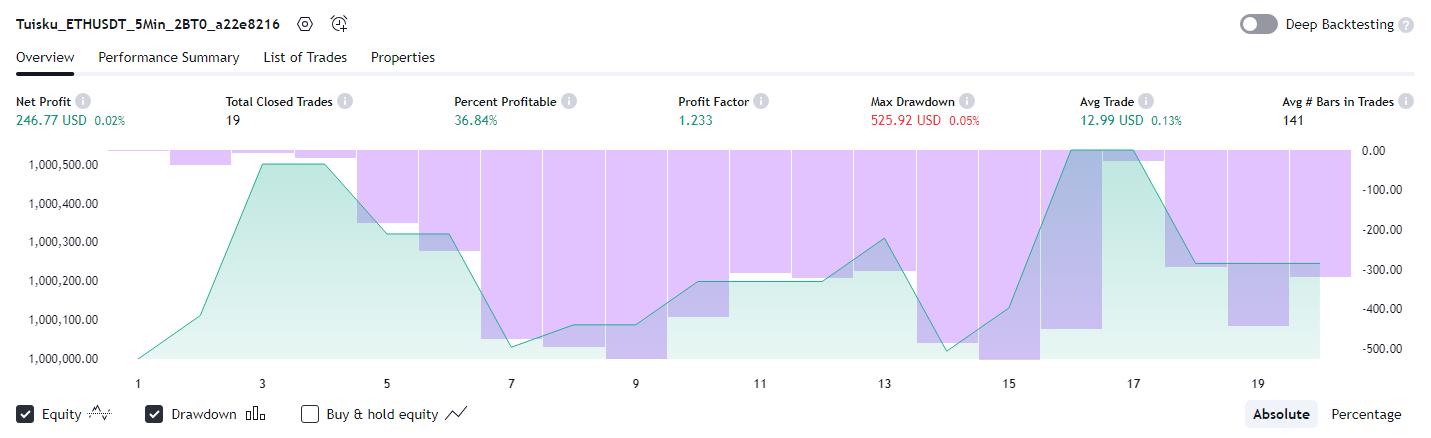 Tuisku_ETHUSDT_5Min_2BT0_a22e8216 Deep Backtesting ?
Overview Performance Summary List of Trades Properties
Net Profit Total Closed Trades Percent Profitable Profit Factor Max Drawdown Avg Trade Avg # Bars in Trades
246.77 USD 0.02% 19 36.84% 1.233 525.92 USD 0.05% 12.99 USD 0.13% 141
1,000,500.00 0.00
1,000,400.00 -100.00
1,000,300.00 -200.00
1,000,200.00 -300.00
1,000,100.00 -400.00
1,000,000.00 -500.00
1 3 5 7 9 11 13 15 17 19
Equity Drawdown Buy & hold equity Absolute Percentage